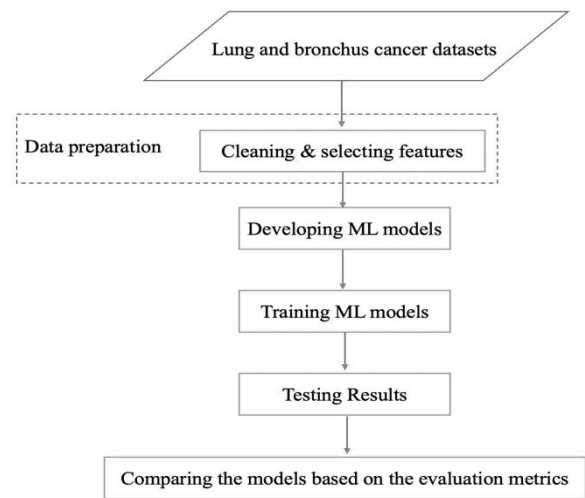 Lung and bronchus cancer datasets
Data preparation
Cleaning & selecting features
Developing ML models
Training ML models
Testing Results
Comparing the models based on the evaluation metrics